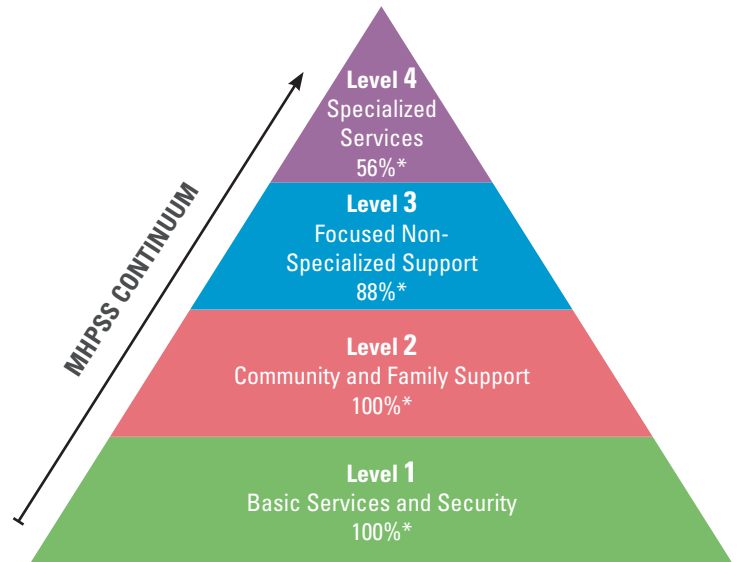 Level 4
Specialized
Services
56%*
Level 3
Focused Non-
Specialized Support
88%*
Level 2
Community and Family Support
100%*
Level 1
Basic Services and Security
100%*
MHPSS CONTINUUM